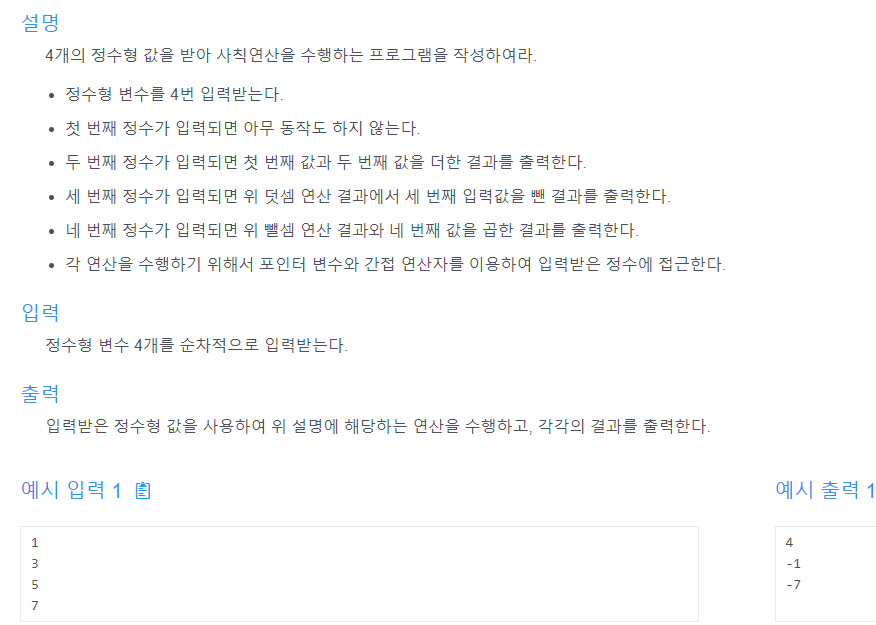 설명
4개의 정수형 값을 받아 사칙연산을 수행하는 프로그램을 작성하여라.
• 정수형 변수를 4번 입력받는다.
• 첫 번째 정수가 입력되면 아무 동작도 하지 않는다.
• 두 번째 정수가 입력되면 첫 번째 값과 두 번째 값을 더한 결과를 출력한다.
• 세 번째 정수가 입력되면 위 덧셈 연산 결과에서 세 번째 입력값을 뺀 결과를 출력한다.
• 네 번째 정수가 입력되면 위 뺄셈 연산 결과와 네 번째 값을 곱한 결과를 출력한다.
• 각 연산을 수행하기 위해서 포인터 변수와 간접 연산자를 이용하여 입력받은 정수에 접근한다.
입력
정수형 변수 4개를 순차적으로 입력받는다.
출력
입력받은 정수형 값을 사용하여 위 설명에 해당하는 연산을 수행하고, 각각의 결과를 출력한다.
예시 입력 1
1
3
5
7
예시 출력 1
4
-1
-7